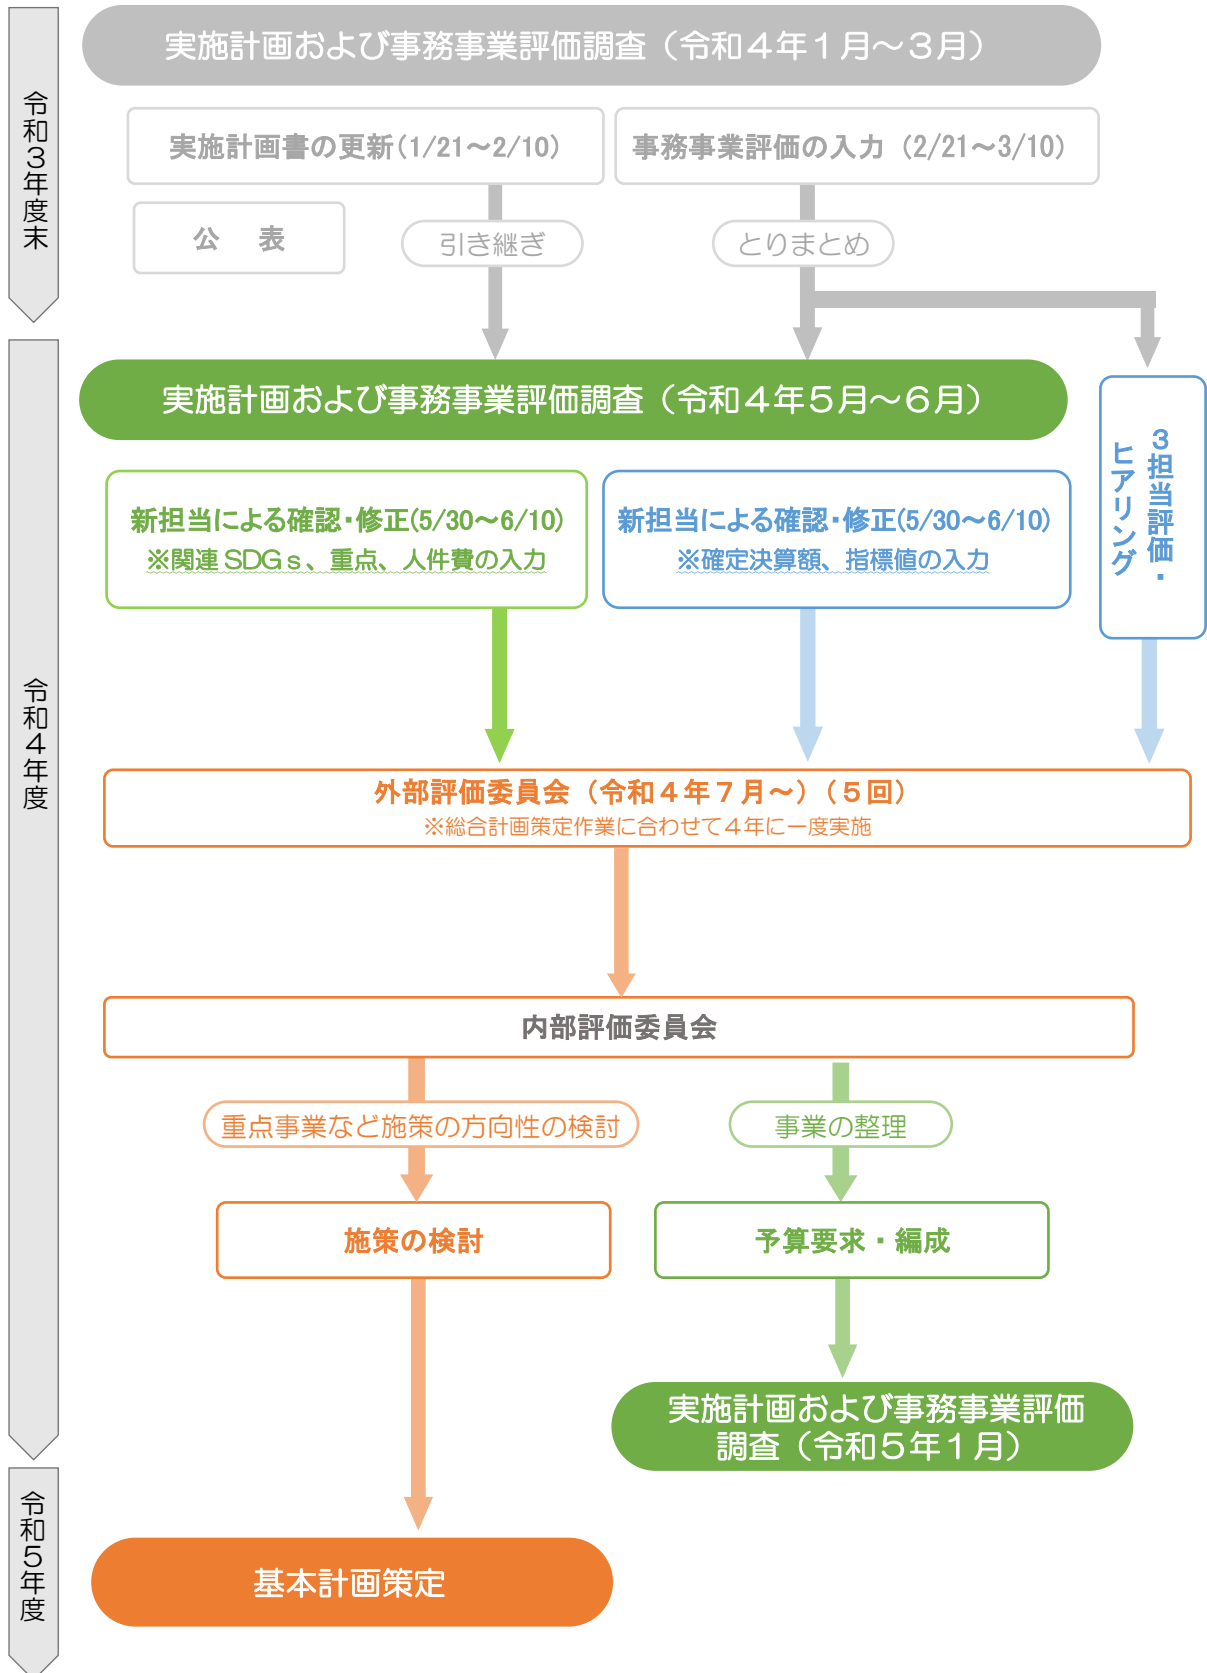 令和３年度末
実施計画および事務事業評価調査（令和４年１月～３月）
実施計画書の更新(1/21～2/10)
事務事業評価の入力（2/21～3/10)
公　表
引き継ぎ
とりまとめ
令和４年度
実施計画および事務事業評価調査（令和４年５月～６月）
新担当による確認・修正(5/30～6/10)
※関連 SDGｓ、重点、人件費の入力
新担当による確認・修正(5/30～6/10)
※確定決算額、指標値の入力
３担当評価・
ヒアリング
外部評価委員会（令和４年７月～）（５回）
※総合計画策定作業に合わせて４年に一度実施
内部評価委員会
重点事業など施策の方向性の検討
事業の整理
施策の検討
予算要求・編成
実施計画および事務事業評価
調査（令和５年１月）
令和５年度
基本計画策定